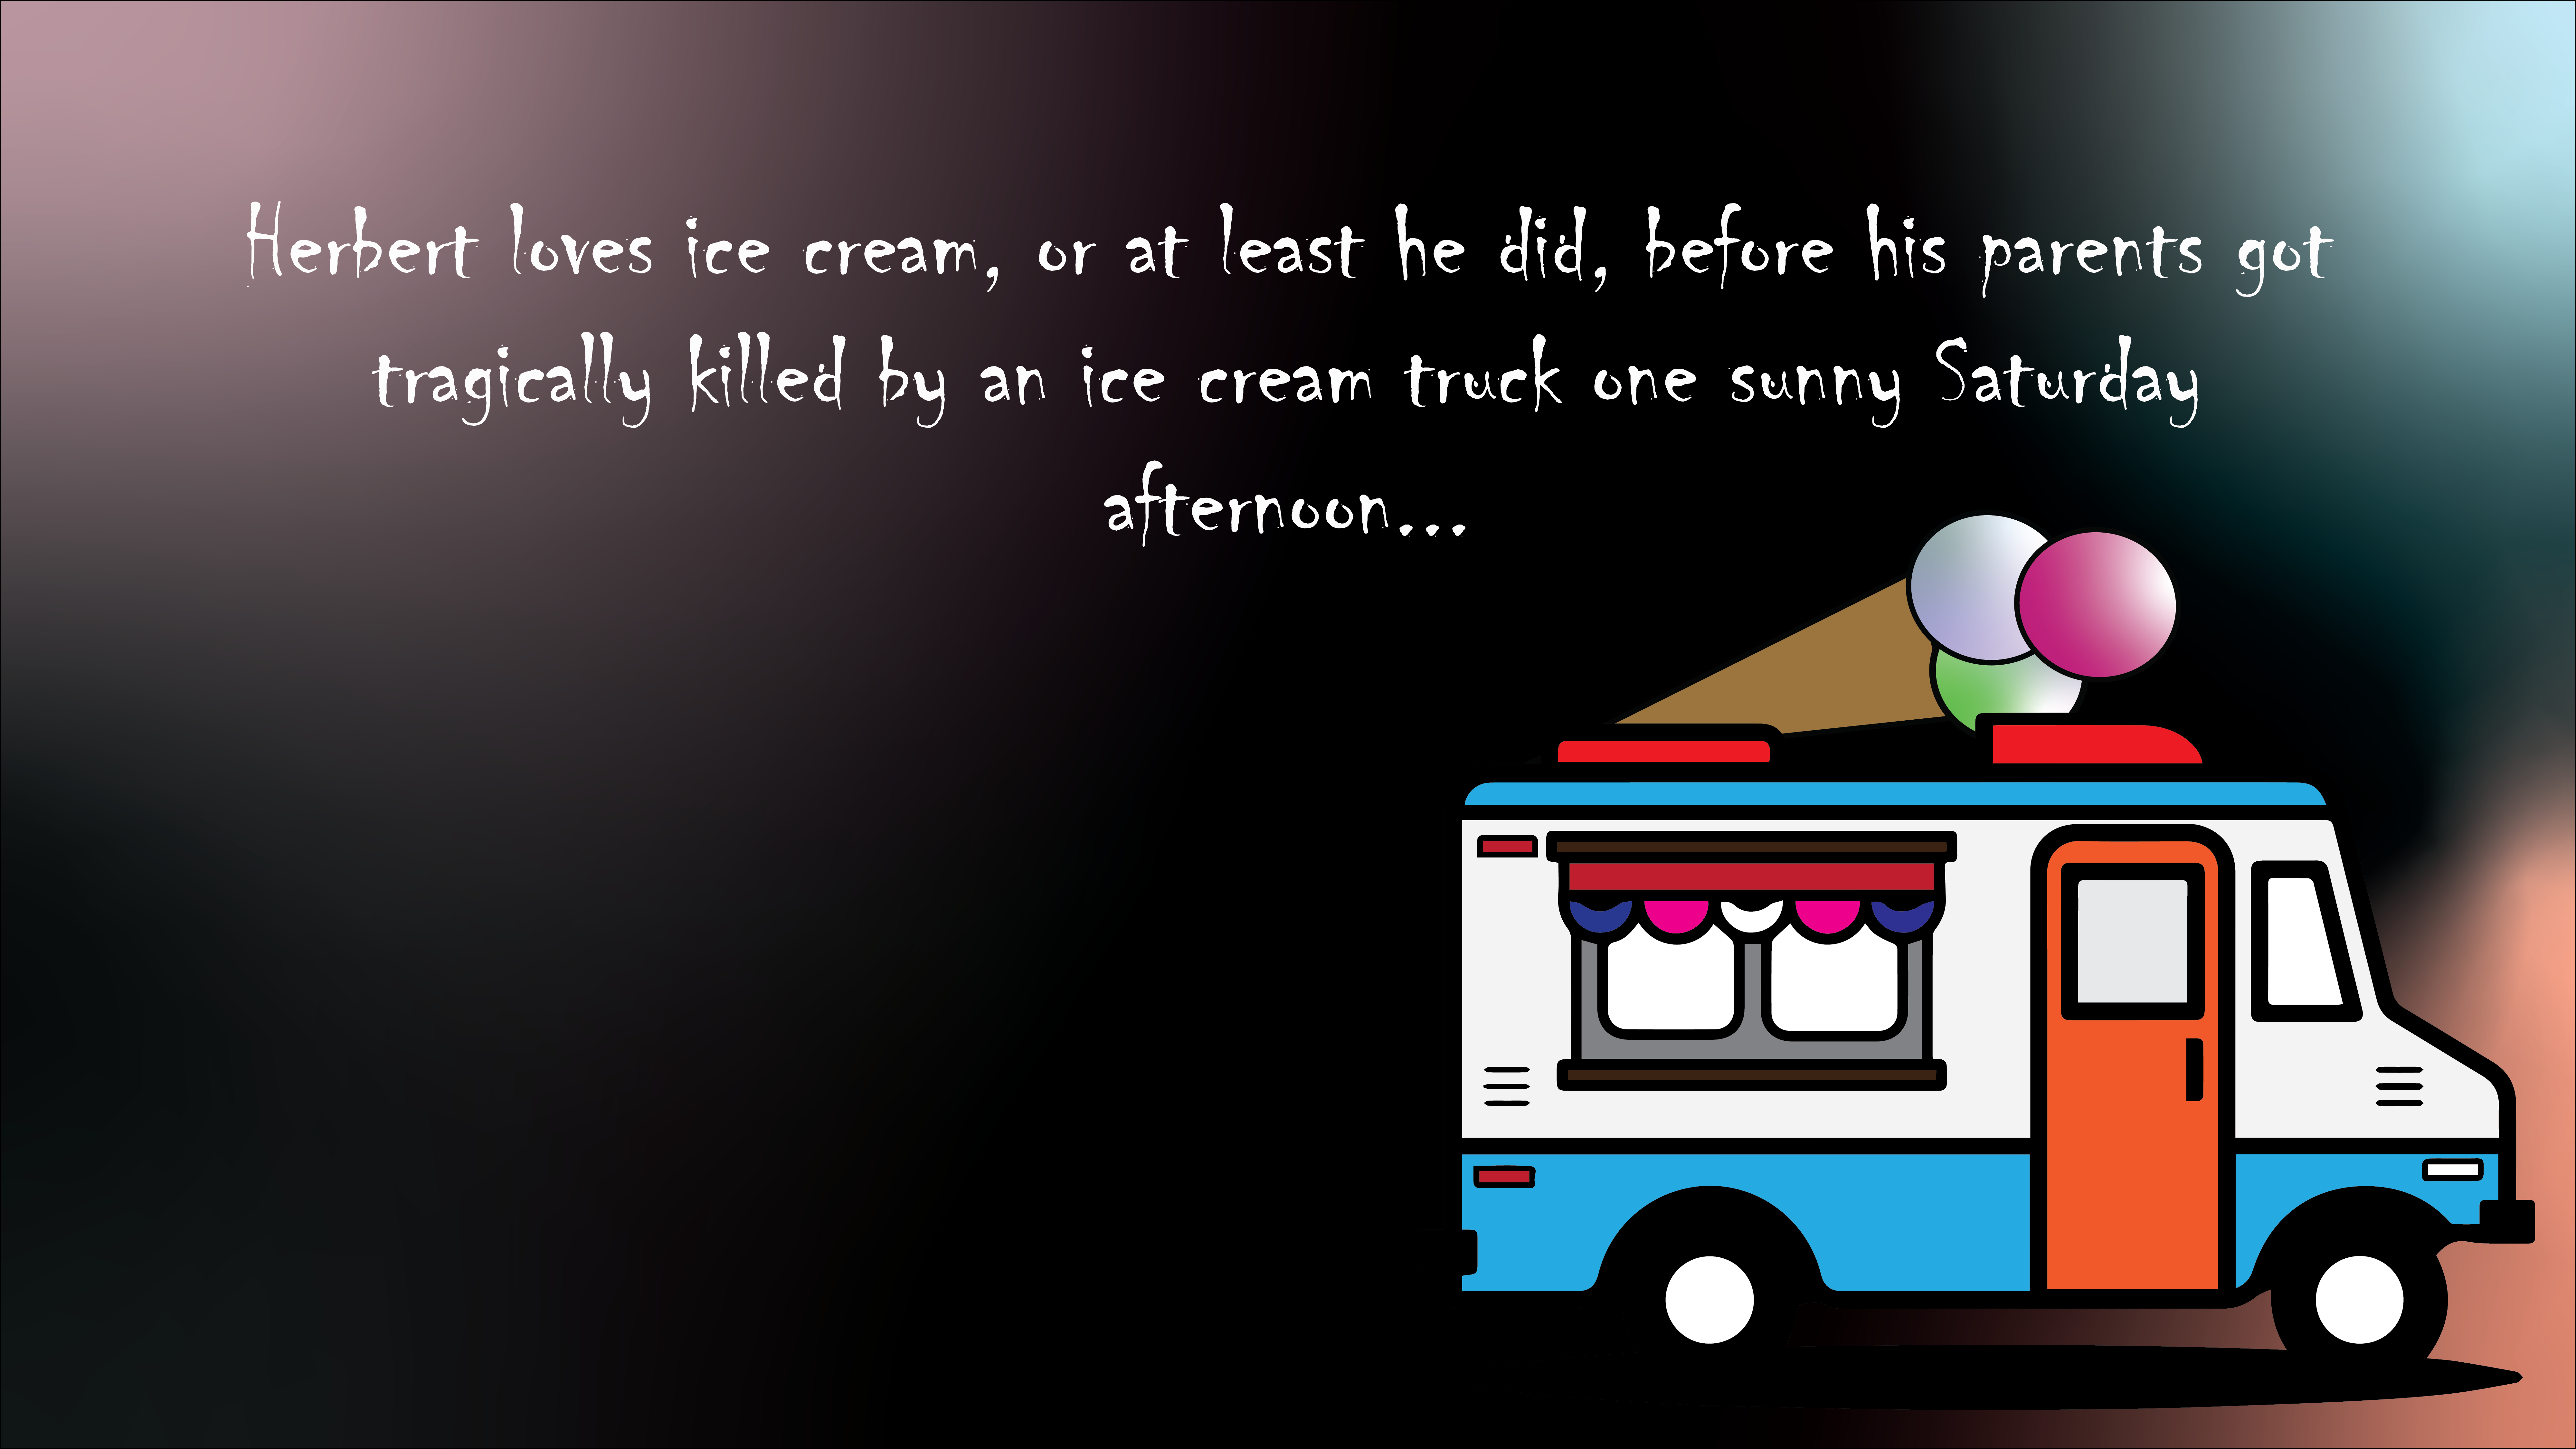 Herbert loves ice cream, or at least he did, before his parents got
tragically killed by an ice cream truck one sunny Saturday
afternoon...